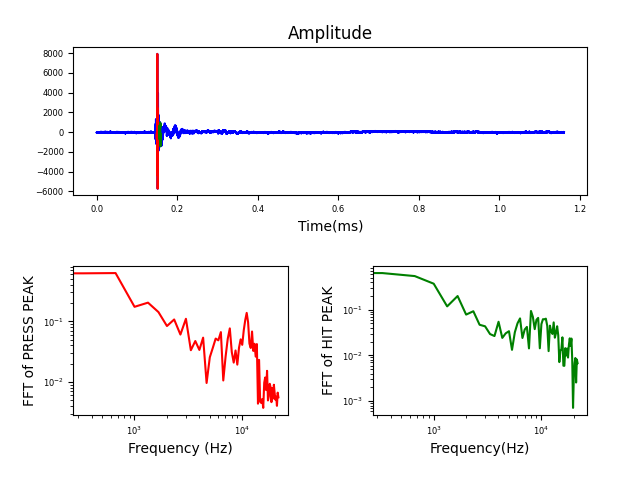 Amplitude
8000
6000
4000
2000
0
−2000
−4000
−6000
0.0 0.2 0.4 0.6 0.8 1.0 1.2
Time(ms)
FFT of PRESS PEAK
10⁻¹
10⁻²
10³ 10⁴
Frequency (Hz)
FFT of HIT PEAK
10⁻¹
10⁻²
10⁻³
10³ 10⁴
Frequency(Hz)